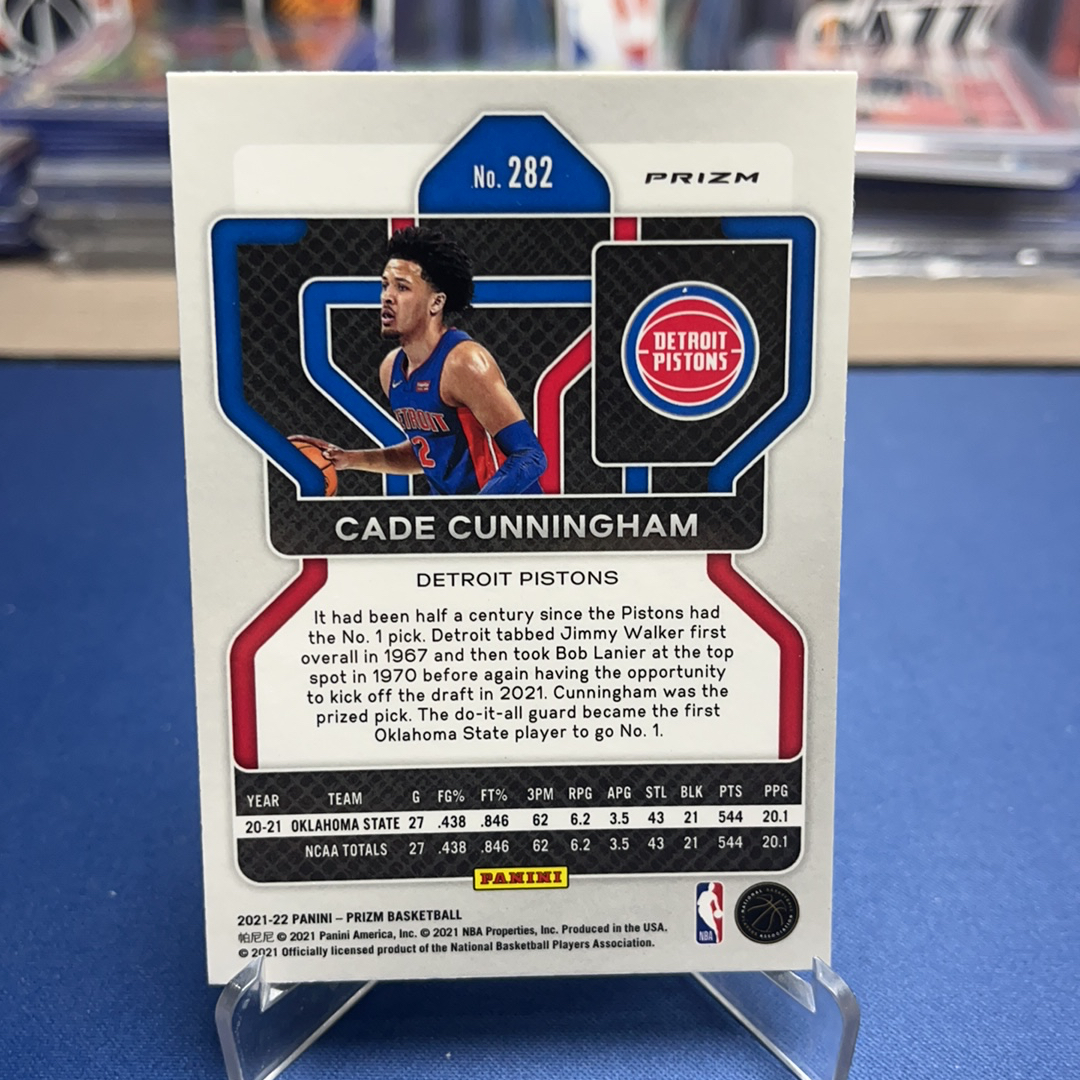 No. 282
PRIZM
DETROIT
PISTONS
DETROIT
2
CADE CUNNINGHAM
DETROIT PISTONS
It had been half a century since the Pistons had
the No. 1 pick. Detroit tabbed Jimmy Walker first
overall in 1967 and then took Bob Lanier at the top
spot in 1970 before again having the opportunity
to kick off the draft in 2021. Cunningham was the
prized pick. The do-it-all guard became the first
Oklahoma State player to go No. 1.
YEAR TEAM G FG% FT% 3PM RPG APG STL BLK PTS PPG
20-21 OKLAHOMA STATE 27 .438 .846 62 6.2 3.5 43 21 544 20.1
NCAA TOTALS 27 .438 .846 62 6.2 3.5 43 21 544 20.1
PANINI
2021-22 PANINI – PRIZM BASKETBALL
帕尼尼 © 2021 Panini America, Inc. © 2021 NBA Properties, Inc. Produced in the USA.
© 2021 Officially licensed product of the National Basketball Players Association.
NBA
NATIONAL BASKETBALL
PLAYERS ASSOCIATION